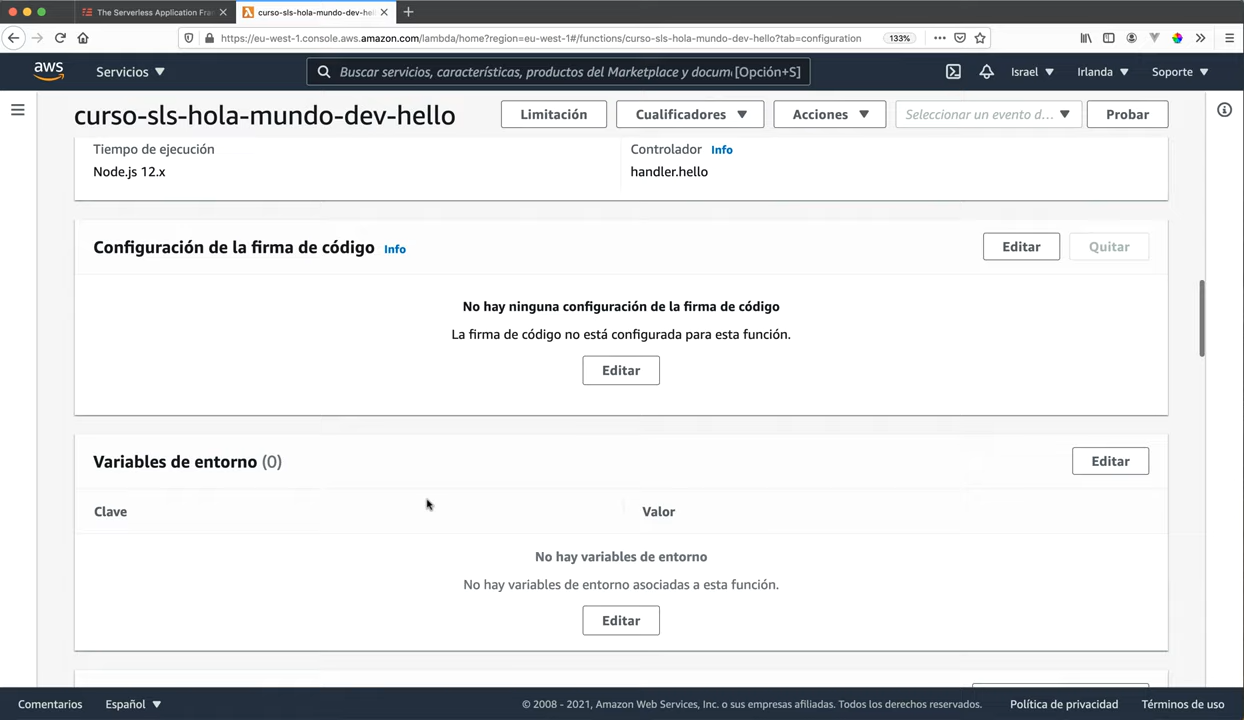 The Serverless Application Fra
curso-sls-hola-mundo-dev-hel
https://eu-west-1.console.aws.amazon.com/lambda/home?region=eu-west-1#/functions/curso-sls-hola-mundo-dev-hello?tab=configuration
133%
aws
Servicios
Buscar servicios, características, productos del Marketplace y docum
[Opción+S]
Israel
Irlanda
Soporte
curso-sls-hola-mundo-dev-hello
Limitación
Cualificadores
Acciones
Seleccionar un evento d...
Probar
Tiempo de ejecución
Controlador Info
Node.js 12.x
handler.hello
Configuración de la firma de código Info
Editar
Quitar
No hay ninguna configuración de la firma de código
La firma de código no está configurada para esta función.
Editar
Variables de entorno (0)
Editar
Clave
Valor
No hay variables de entorno
No hay variables de entorno asociadas a esta función.
Editar
Comentarios
Español
© 2008 - 2021, Amazon Web Services, Inc. o sus empresas afiliadas. Todos los derechos reservados.
Política de privacidad
Términos de uso